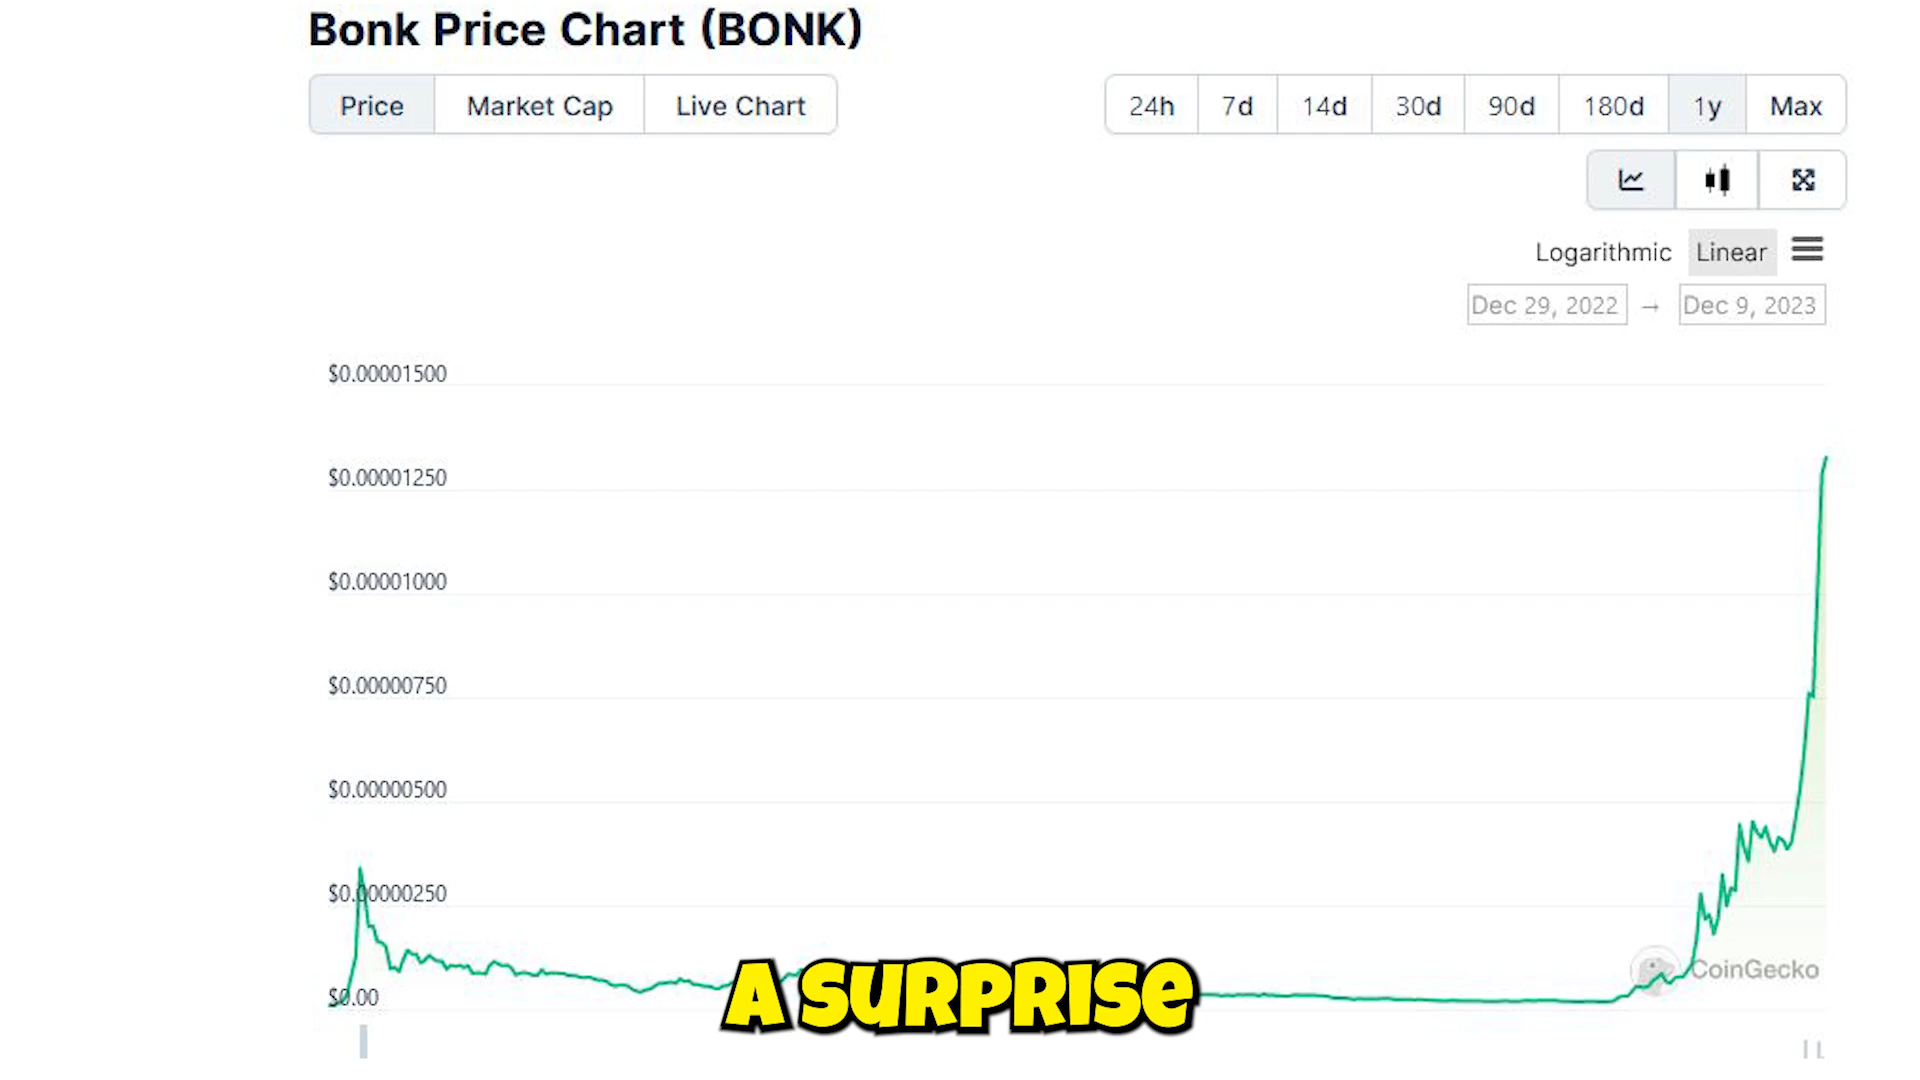 Bonk Price Chart (BONK)
Price Market Cap Live Chart 24h 7d 14d 30d 90d 180d 1y Max
Logarithmic Linear
Dec 29, 2022 → Dec 9, 2023
$0.00001500
$0.00001250
$0.00001000
$0.00000750
$0.00000500
$0.00000250
CoinGecko
$0.00
A SURPRISE